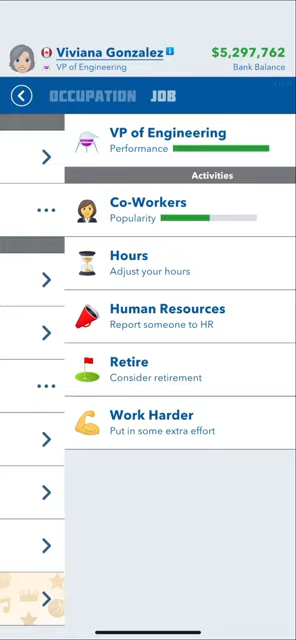 Viviana Gonzalez i $5,297,762
VP of Engineering Bank Balance
OCCUPATION JOB
VP of Engineering
Performance
Activities
Co-Workers
Popularity
Hours
Adjust your hours
Human Resources
Report someone to HR
Retire
Consider retirement
Work Harder
Put in some extra effort